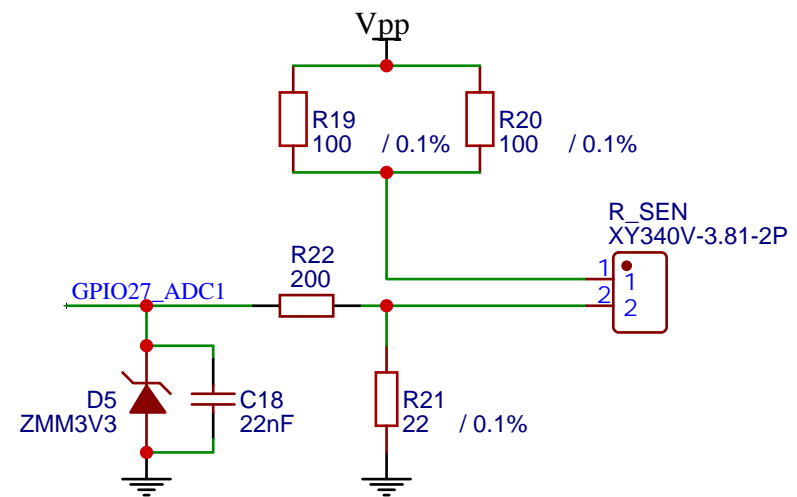 Vpp
R19
100 / 0.1%
R20
100 / 0.1%
R_SEN
XY340V-3.81-2P
1
1
2
2
R22
200
GPIO27_ADC1
D5
ZMM3V3
C18
22nF
R21
22 / 0.1%